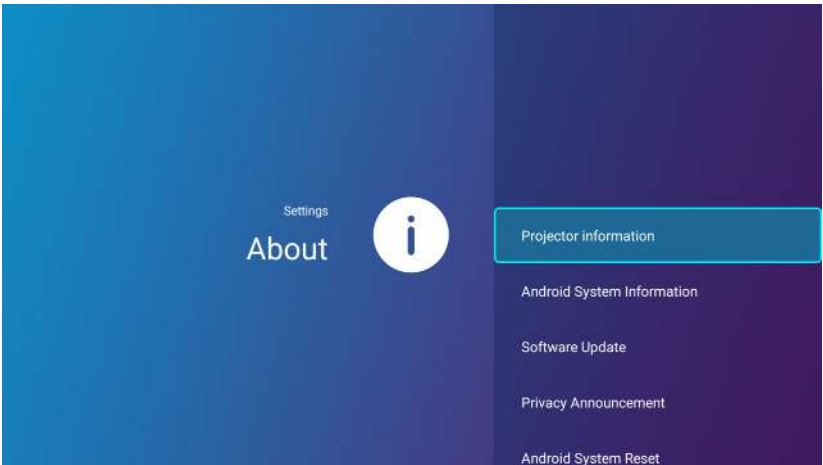 Settings
About
i
Projector information
Android System Information
Software Update
Privacy Announcement
Android System Reset